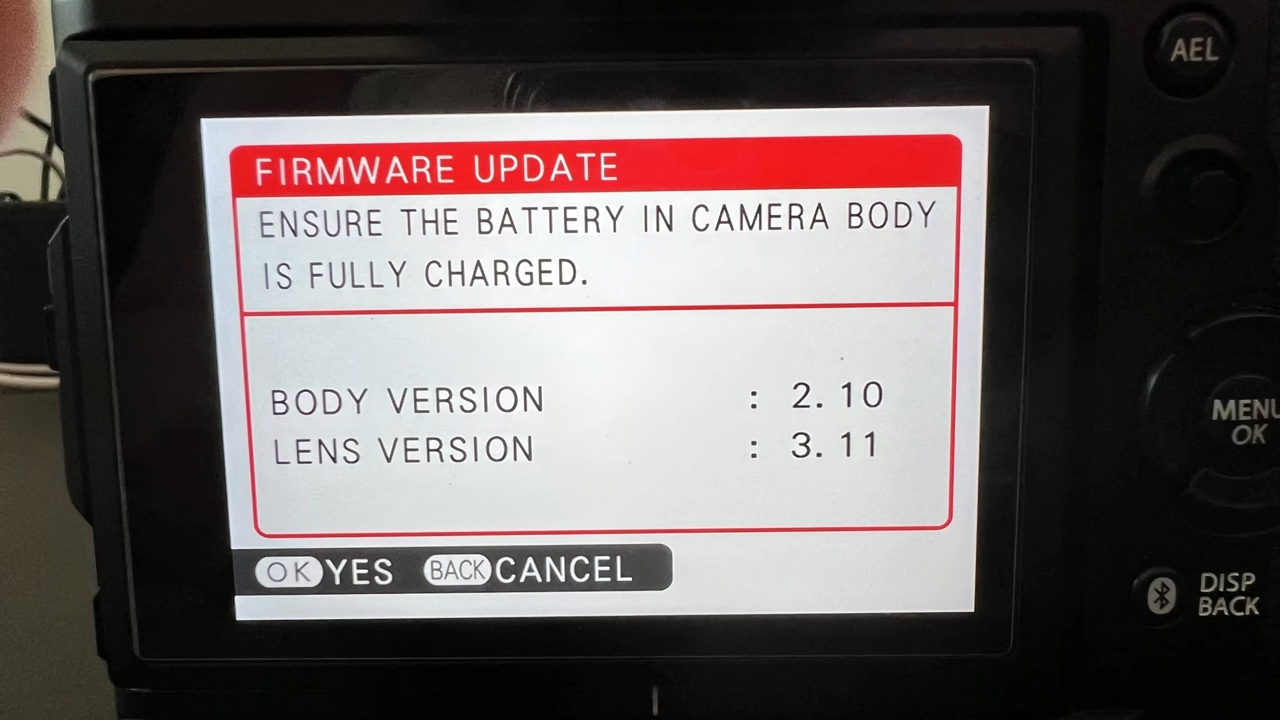 AEL
FIRMWARE UPDATE
ENSURE THE BATTERY IN CAMERA BODY
IS FULLY CHARGED.
BODY VERSION : 2.10
LENS VERSION : 3.11
MENU
OK
OK YES BACK CANCEL
DISP
BACK